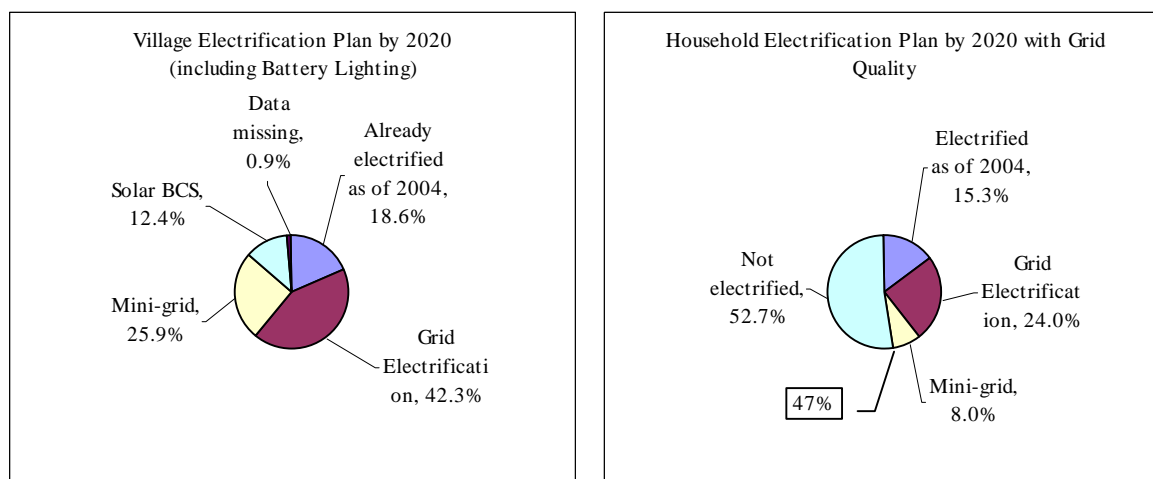 Village Electrification Plan by 2020
(including Battery Lighting)
Data
missing,
0.9%
Already
electrified
as of 2004,
18.6%
Solar BCS,
12.4%
Mini-grid,
25.9%
Grid
Electrificati
on, 42.3%
Household Electrification Plan by 2020 with Grid
Quality
Electrified
as of 2004,
15.3%
Not
electrified,
52.7%
Grid
Electrificat
ion, 24.0%
47%
Mini-grid,
8.0%